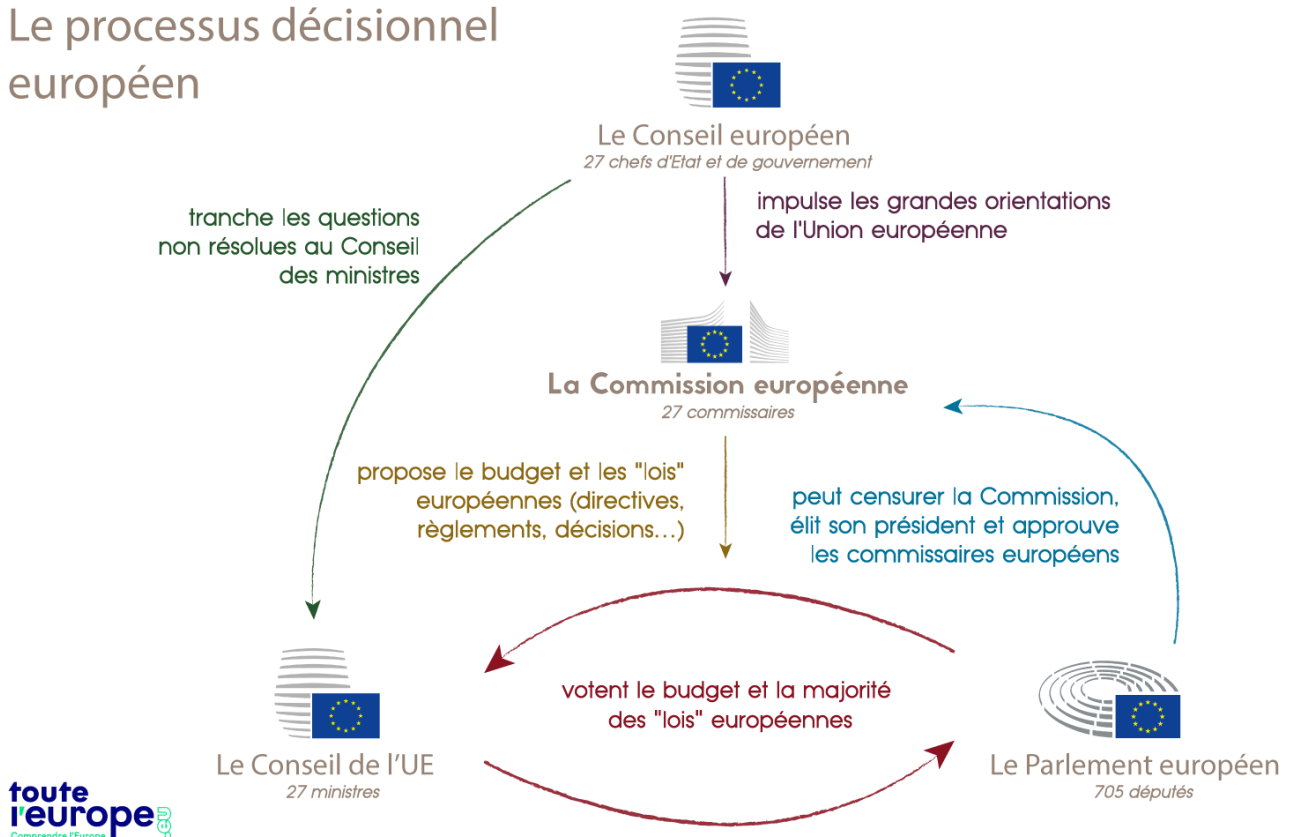 Le processus décisionnel
européen
Le Conseil européen
27 chefs d'Etat et de gouvernement
tranche les questions
non résolues au Conseil
des ministres
impulse les grandes orientations
de l'Union européenne
La Commission européenne
27 commissaires
propose le budget et les "lois"
européennes (directives,
règlements, décisions...)
peut censurer la Commission,
élit son président et approuve
les commissaires européens
votent le budget et la majorité
des "lois" européennes
Le Conseil de l'UE
27 ministres
Le Parlement européen
705 députés
toute
l'europe.eu
Comprendre l'Europe